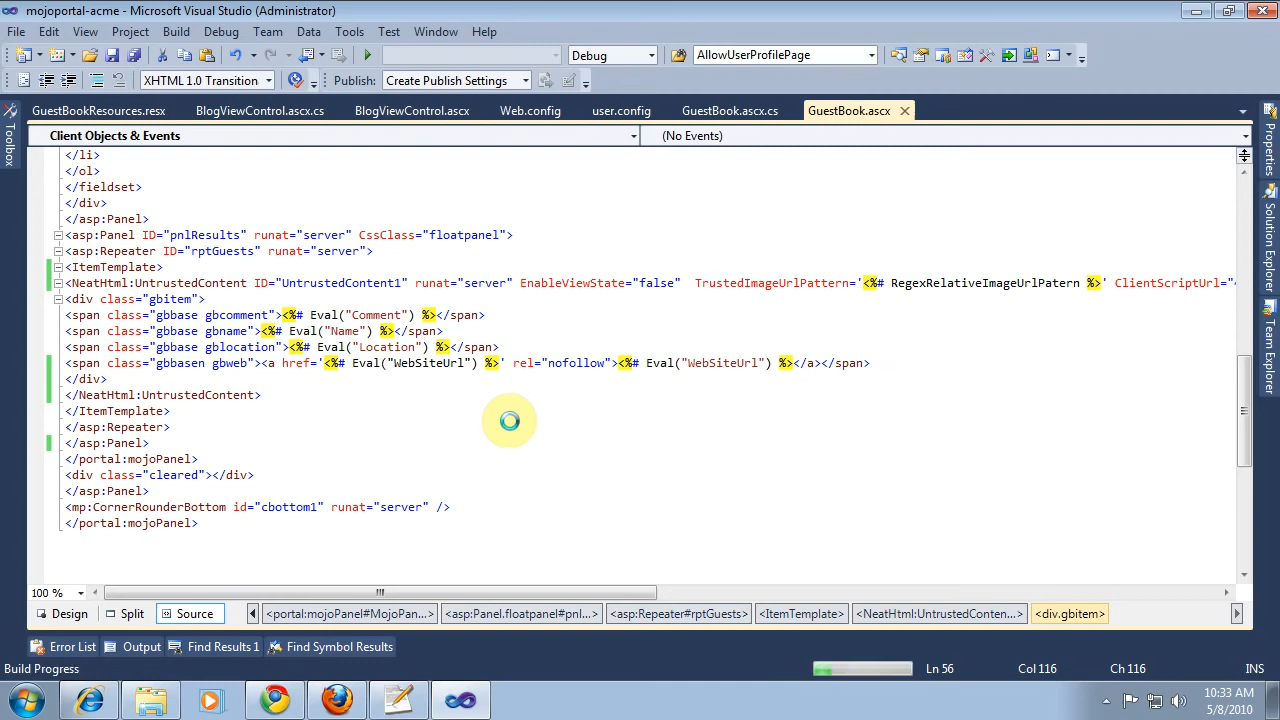 mojoportal-acme - Microsoft Visual Studio (Administrator)
File Edit View Project Build Debug Team Data Tools Test Window Help
Debug AllowUserProfilePage
XHTML 1.0 Transition Publish: Create Publish Settings
GuestBookResources.resx BlogViewControl.ascx.cs BlogViewControl.ascx Web.config user.config GuestBook.ascx.cs GuestBook.ascx
Client Objects & Events (No Events)
</li>
</ol>
</fieldset>
</div>
</asp:Panel>
<asp:Panel ID="pnlResults" runat="server" CssClass="floatpanel">
<asp:Repeater ID="rptGuests" runat="server">
<ItemTemplate>
<NeatHtml:UntrustedContent ID="UntrustedContent1" runat="server" EnableViewState="false" TrustedImageUrlPattern='<%# RegexRelativeImageUrlPatern %>' ClientScriptUrl="
<div class="gbitem">
<span class="gbbase gbcomment"><%# Eval("Comment") %></span>
<span class="gbbase gbname"><%# Eval("Name") %></span>
<span class="gbbase gblocation"><%# Eval("Location") %></span>
<span class="gbbasen gbweb"><a href='<%# Eval("WebSiteUrl") %>' rel="nofollow"><%# Eval("WebSiteUrl") %></a></span>
</div>
</NeatHtml:UntrustedContent>
</ItemTemplate>
</asp:Repeater>
</asp:Panel>
</portal:mojoPanel>
<div class="cleared"></div>
</asp:Panel>
<mp:CornerRounderBottom id="cbottom1" runat="server" />
</portal:mojoPanel>
100 %
Design Split Source <portal:mojoPanel#MojoPan...> <asp:Panel.floatpanel#pnl...> <asp:Repeater#rptGuests> <ItemTemplate> <NeatHtml:UntrustedConten...> <div.gbitem>
Error List Output Find Results 1 Find Symbol Results
Build Progress Ln 56 Col 116 Ch 116 INS
10:33 AM
5/8/2010
Toolbox
Properties
Solution Explorer
Team Explorer